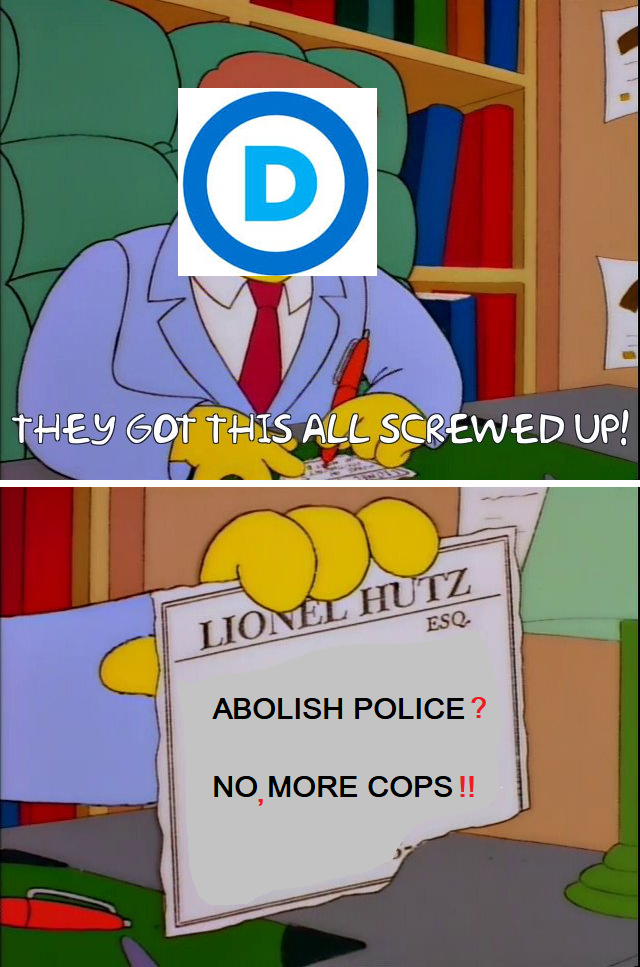 D
THEY GOT THIS ALL SCREWED UP!
LIONEL HUTZ
ESQ.
ABOLISH POLICE?
NO, MORE COPS!!